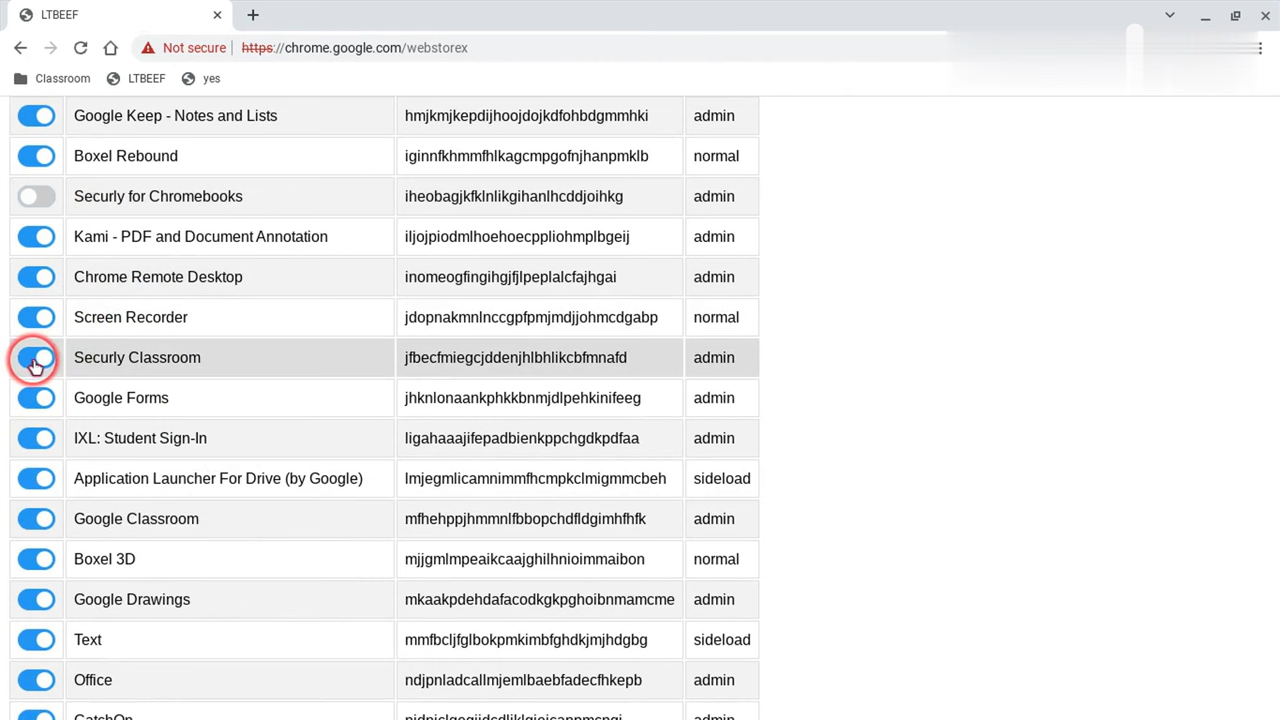 LTBEEF
Not secure https://chrome.google.com/webstorex
Classroom LTBEEF yes
Google Keep - Notes and Lists hmjkmjkepdijhoojdojkdfohbdgmmhki admin
Boxel Rebound iginnfkhmmfhlkagcmpgofnjhanpmklb normal
Securly for Chromebooks iheobagjkfklnlikgihanlhcddjoihkg admin
Kami - PDF and Document Annotation iljojpiodmlhoehoecppliohmplbgeij admin
Chrome Remote Desktop inomeogfingihgjfjlpeplalcfajhgai admin
Screen Recorder jdopnakmnlnccgpfpmjmdjjohmcdgabp normal
Securly Classroom jfbecfmiegcjddenjhlbhlikcbfmnafd admin
Google Forms jhknlonaankphkkbnmjdlpehkinifeeg admin
IXL: Student Sign-In ligahaaajifepadbienkppchgdkpdfaa admin
Application Launcher For Drive (by Google) lmjegmlicamnimmfhcmpkclmigmmcbeh sideload
Google Classroom mfhehppjhmmnlfbbopchdfldgimhfhfk admin
Boxel 3D mjjgmlmpeaikcaajghilhnioimmaibon normal
Google Drawings mkaakpdehdafacodkgkpghoibnmamcme admin
Text mmfbcljfglbokpmkimbfghdkjmjhdgbg sideload
Office ndjpnladcallmjemlbaebfadecfhkepb admin
CatchOn admin